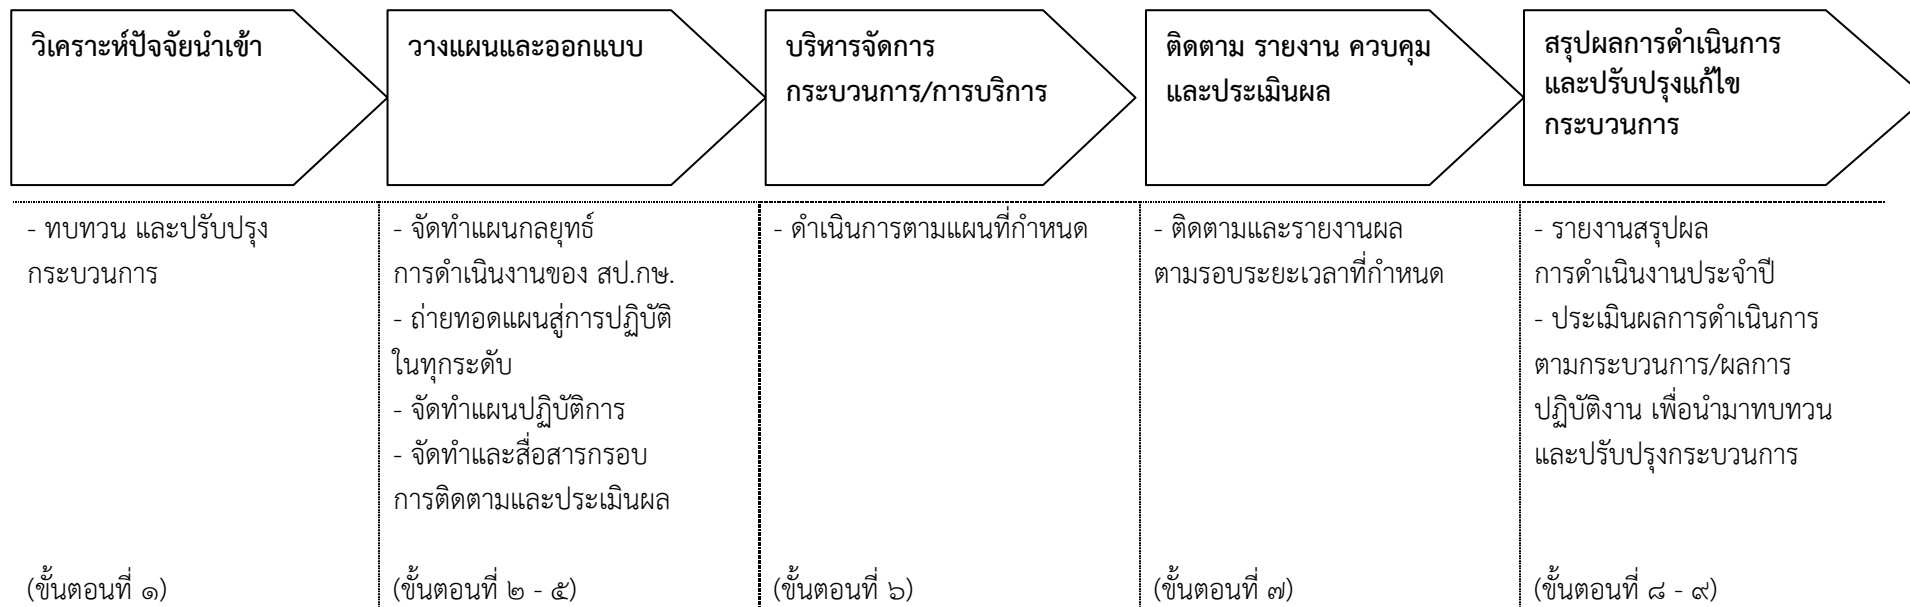 วิเคราะห์ปัจจัยนำเข้า
วางแผนและออกแบบ
บริหารจัดการ
กระบวนการ/การบริการ
ติดตาม รายงาน ควบคุม
และประเมินผล
สรุปผลการดำเนินการ
และปรับปรุงแก้ไข
กระบวนการ
- ทบทวน และปรับปรุง
กระบวนการ
(ขั้นตอนที่ ๑)
- จัดทำแผนกลยุทธ์
การดำเนินงานของ สป.กษ.
- ถ่ายทอดแผนสู่การปฏิบัติ
ในทุกระดับ
- จัดทำแผนปฏิบัติการ
- จัดทำและสื่อสารกรอบ
การติดตามและประเมินผล
(ขั้นตอนที่ ๒ - ๕)
- ดำเนินการตามแผนที่กำหนด
(ขั้นตอนที่ ๖)
- ติดตามและรายงานผล
ตามรอบระยะเวลาที่กำหนด
(ขั้นตอนที่ ๗)
- รายงานสรุปผล
การดำเนินงานประจำปี
- ประเมินผลการดำเนินการ
ตามกระบวนการ/ผลการ
ปฏิบัติงาน เพื่อนำมาทบทวน
และปรับปรุงกระบวนการ
(ขั้นตอนที่ ๘ - ๙)